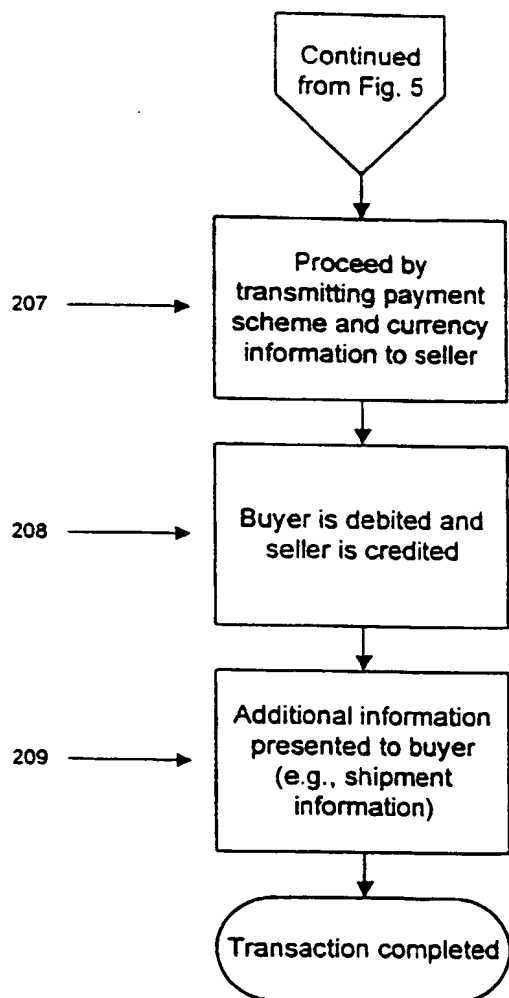 Continued
from Fig. 5
207
Proceed by
transmitting payment
scheme and currency
information to seller
208
Buyer is debited and
seller is credited
209
Additional information
presented to buyer
(e.g., shipment
information)
Transaction completed